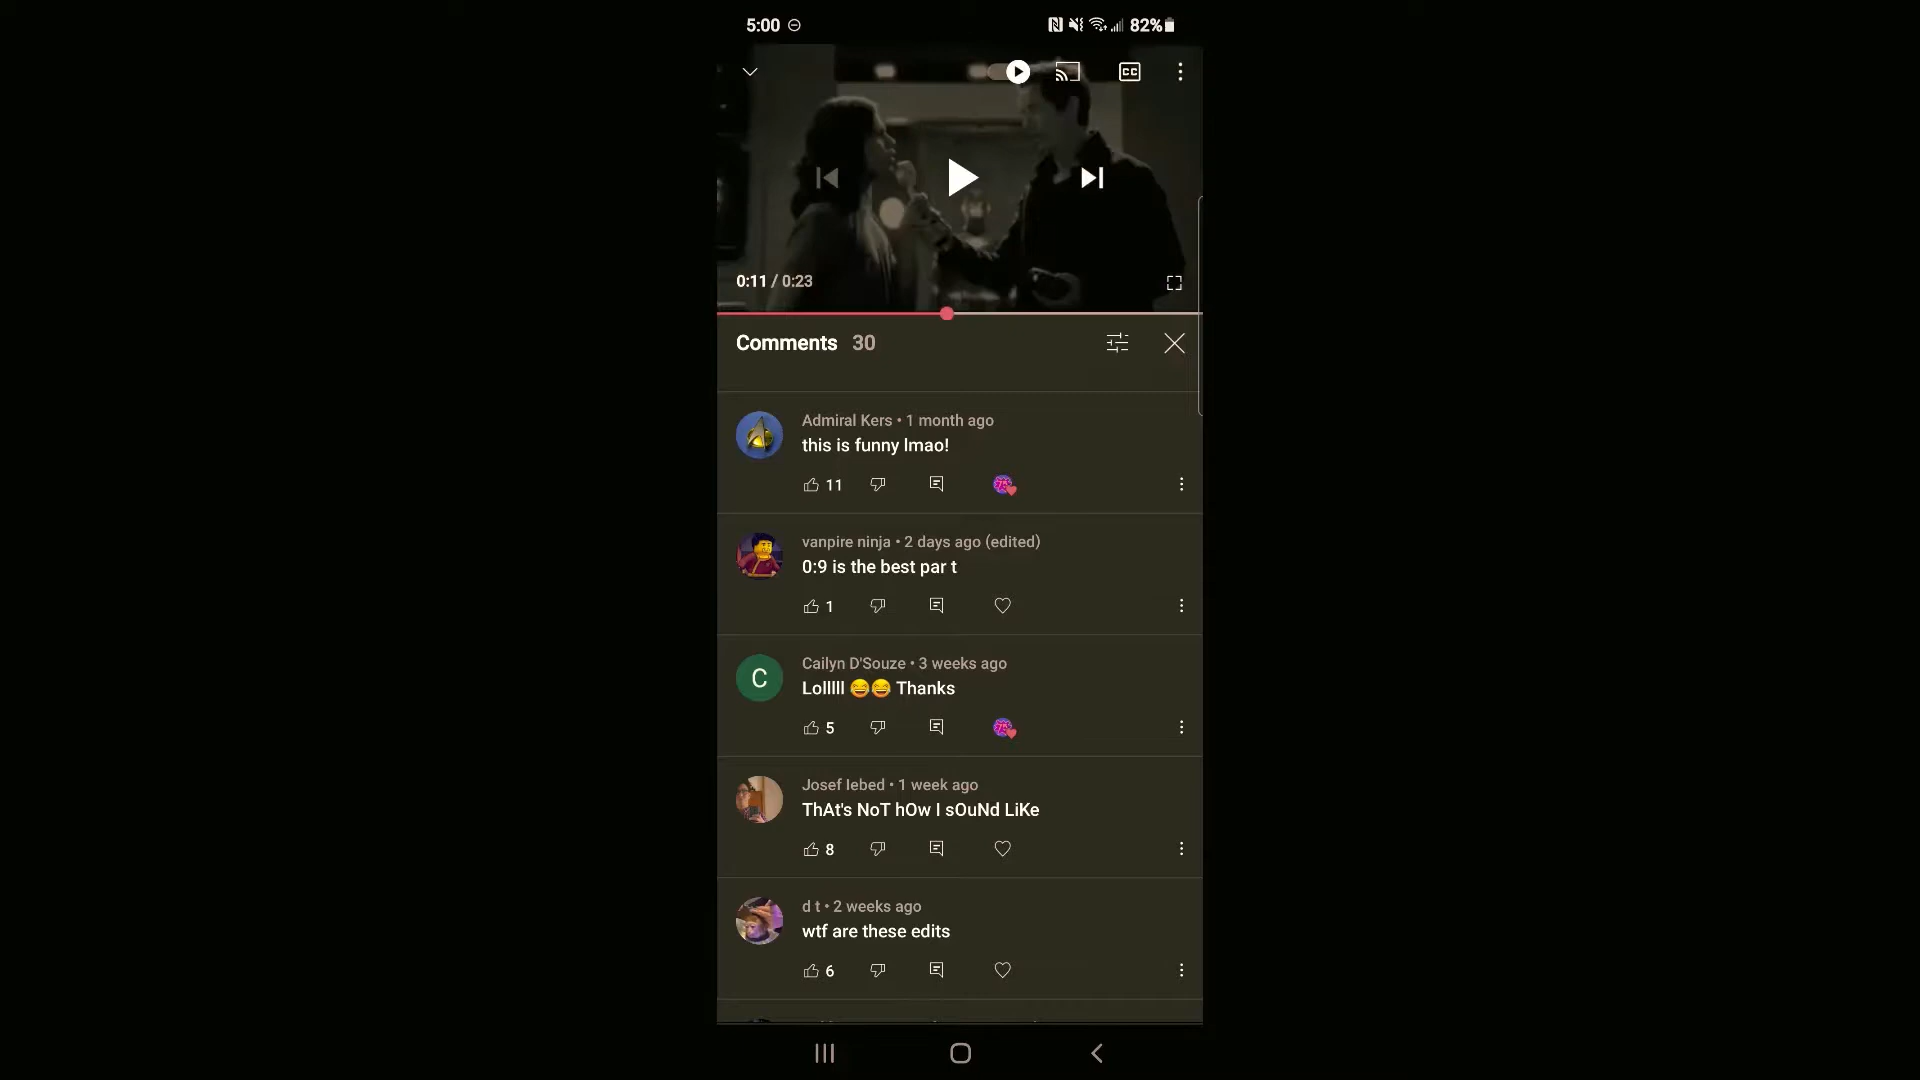 5:00 82%
CC
0:11 / 0:23
Comments 30
Admiral Kers • 1 month ago
this is funny lmao!
11
vanpire ninja • 2 days ago (edited)
0:9 is the best par t
1
C
Cailyn D'Souze • 3 weeks ago
Lolllll 😂😂 Thanks
5
Josef lebed • 1 week ago
ThAt's NoT hOw I sOuNd LiKe
8
d t • 2 weeks ago
wtf are these edits
6